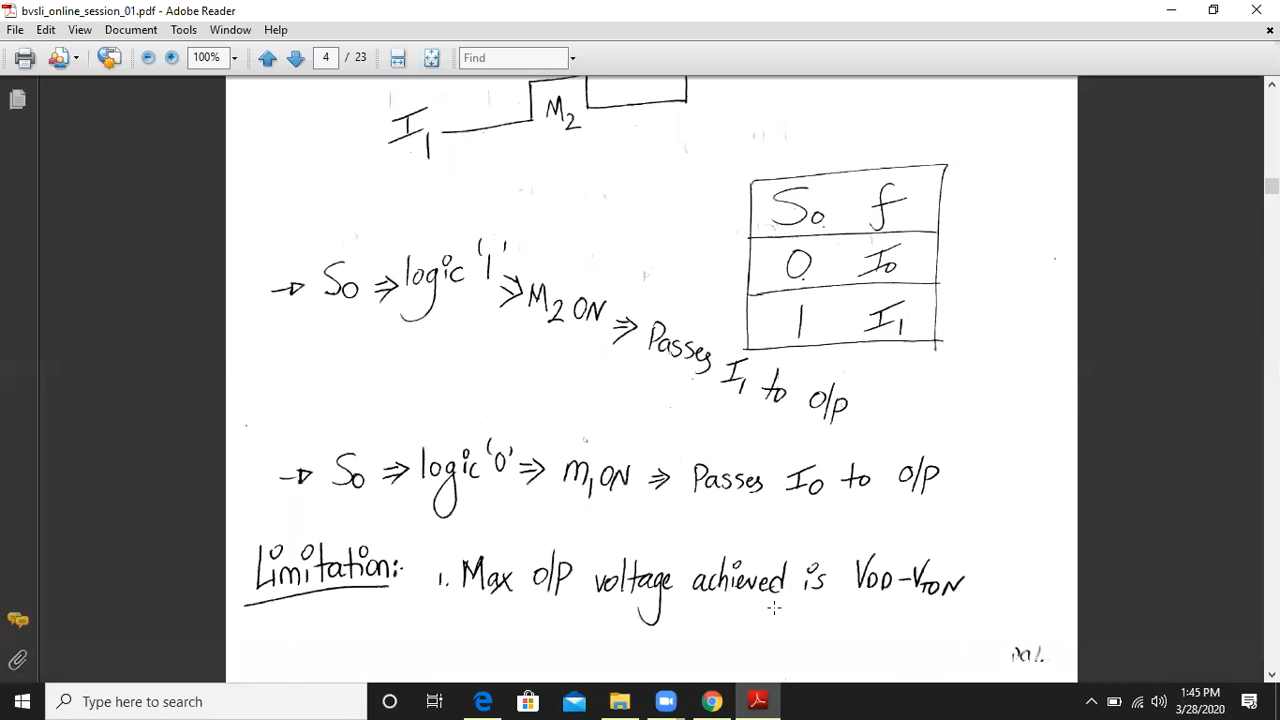 bvsli_online_session_01.pdf - Adobe Reader
File Edit View Document Tools Window Help
100% 4 / 23 Find
I1 M2
S0 f
0 I0
1 I1
→ S0 ⇒ logic '1' ⇒ M2 ON ⇒ Passes I1 to o/p
→ S0 ⇒ logic '0' ⇒ M1 ON ⇒ Passes I0 to o/p
Limitation:- 1. Max o/p voltage achieved is VDD-VTON
Type here to search
1:45 PM
3/28/2020